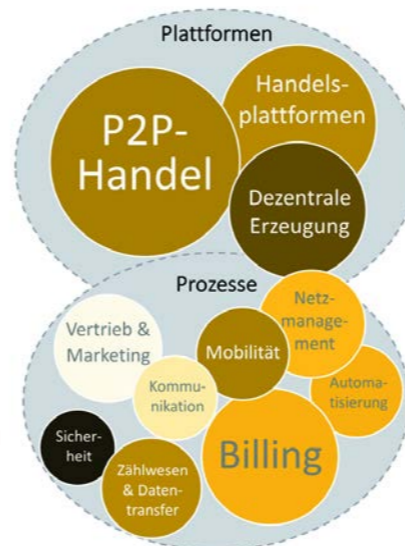 Plattformen
P2P-
Handel
Handels-
plattformen
Dezentrale
Erzeugung
Prozesse
Vertrieb &
Marketing
Kommu-
nikation
Mobilität
Netz-
manage-
ment
Automa-
tisierung
Sicher-
heit
Zählwesen
& Daten-
transfer
Billing